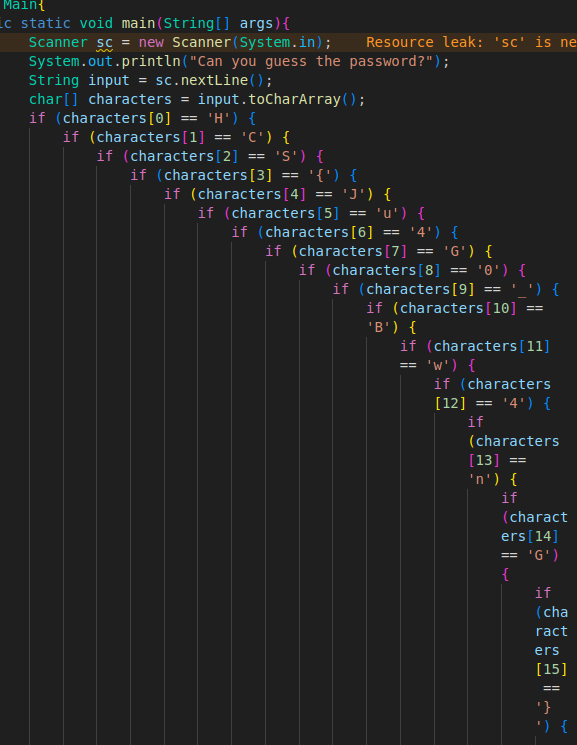 Main{
ic static void main(String[] args){
Scanner sc = new Scanner(System.in); Resource leak: 'sc' is ne
System.out.println("Can you guess the password?");
String input = sc.nextLine();
char[] characters = input.toCharArray();
if (characters[0] == 'H') {
if (characters[1] == 'C') {
if (characters[2] == 'S') {
if (characters[3] == '{') {
if (characters[4] == 'J') {
if (characters[5] == 'u') {
if (characters[6] == '4') {
if (characters[7] == 'G') {
if (characters[8] == '0') {
if (characters[9] == '_') {
if (characters[10] ==
'B') {
if (characters[11]
== 'w') {
if (characters
[12] == '4') {
if
(characters
[13] ==
'n') {
if
(charact
ers[14]
== 'G')
{
if
(cha
ract
ers
[15]
==
'}
') {